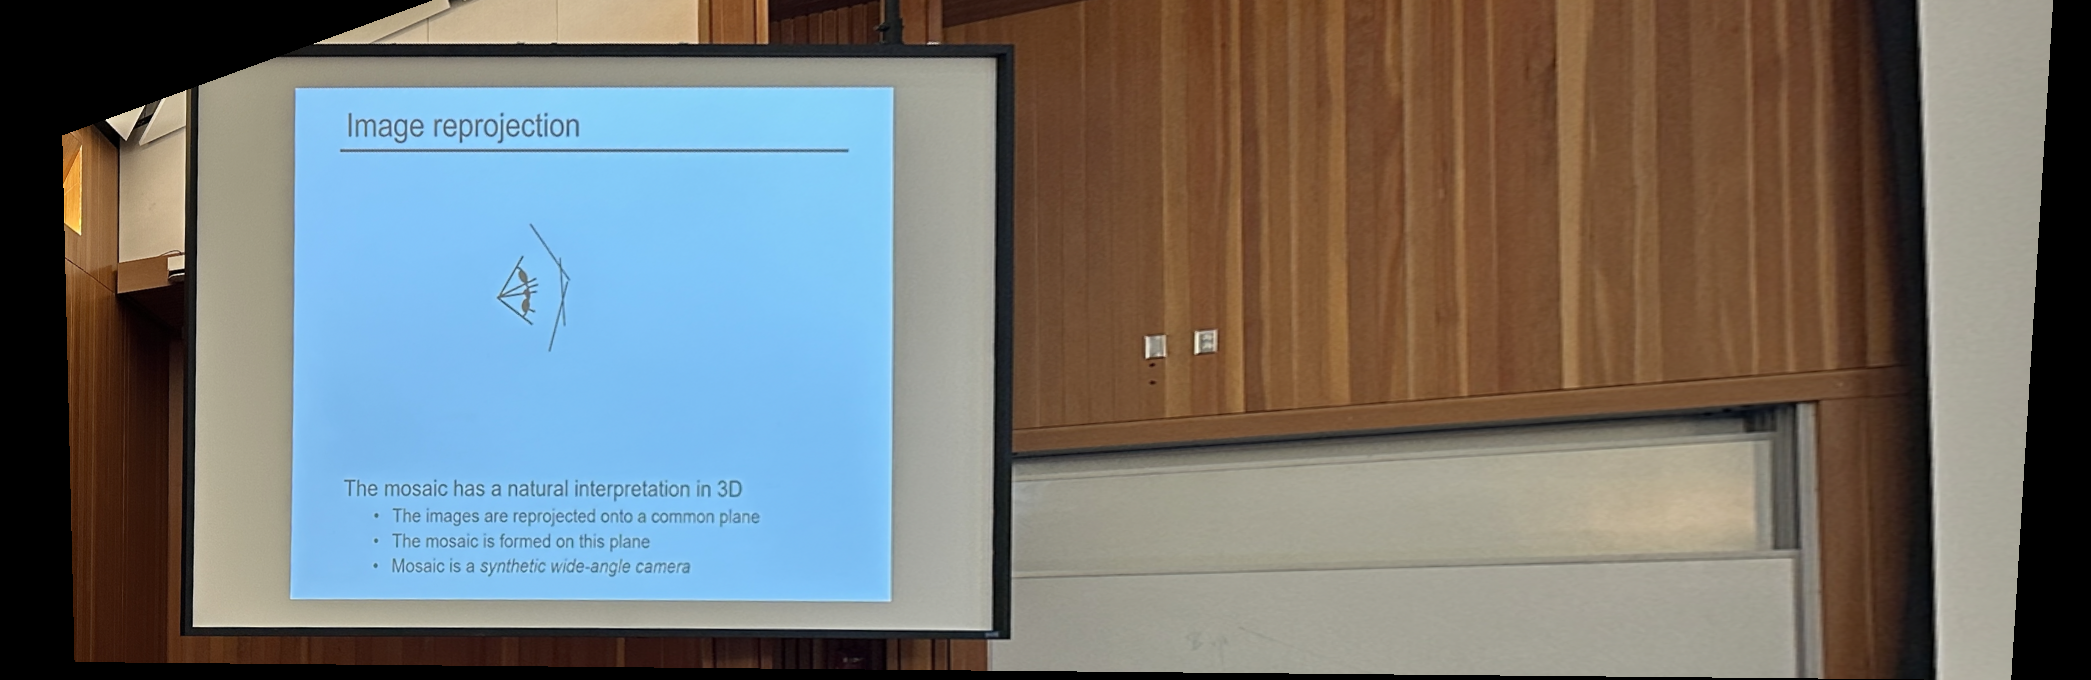 Image reprojection
The mosaic has a natural interpretation in 3D
• The images are reprojected onto a common plane
• The mosaic is formed on this plane
• Mosaic is a synthetic wide-angle camera